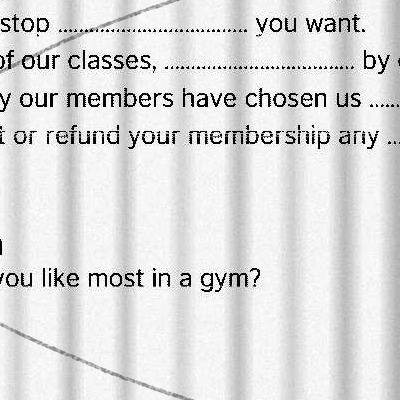 stop .............................. you want.
of our classes, .............................. by
y our members have chosen us ......
t or refund your membership any ...
you like most in a gym?